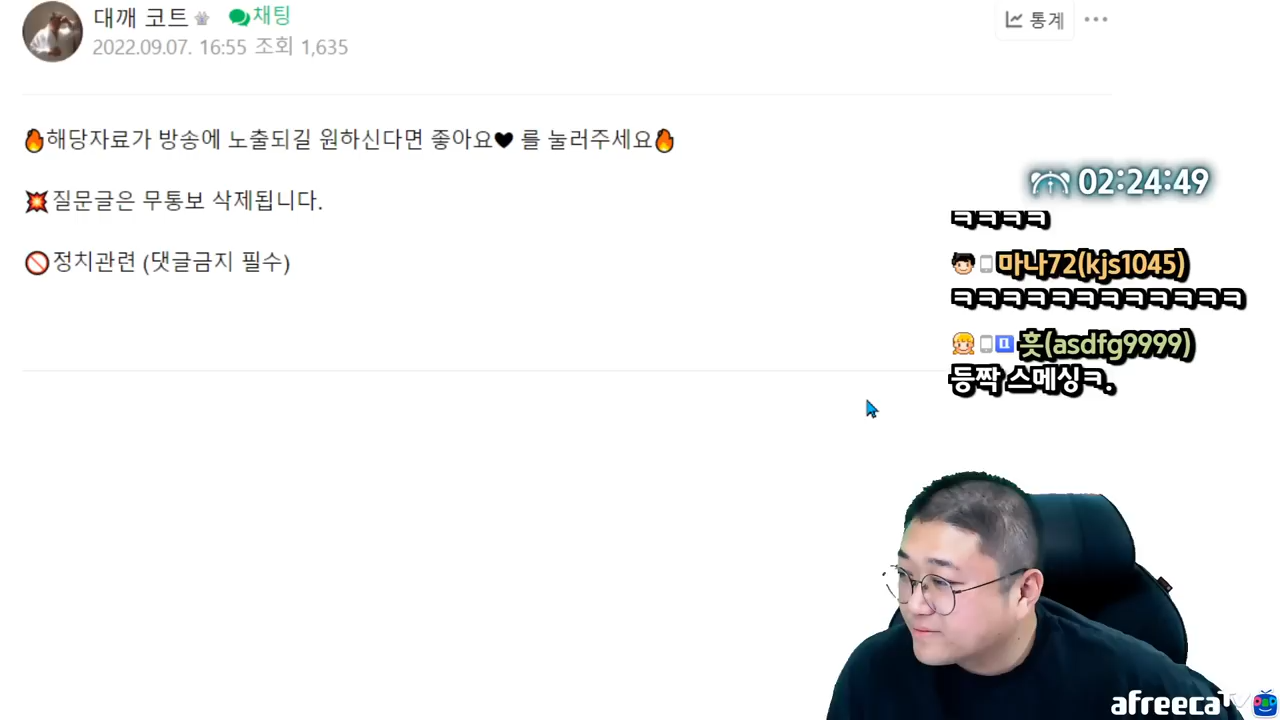 대깨 코트 채팅
2022.09.07. 16:55 조회 1,635
통계
해당자료가 방송에 노출되길 원하신다면 좋아요 를 눌러주세요
질문글은 무통보 삭제됩니다.
정치관련 (댓글금지 필수)
02:24:49
ㅋㅋㅋㅋ
마나72(kjs1045)
ㅋㅋㅋㅋㅋㅋㅋㅋㅋㅋㅋㅋ
흣(asdfg9999)
등짝 스메싱ㅋ.
afreecaTV